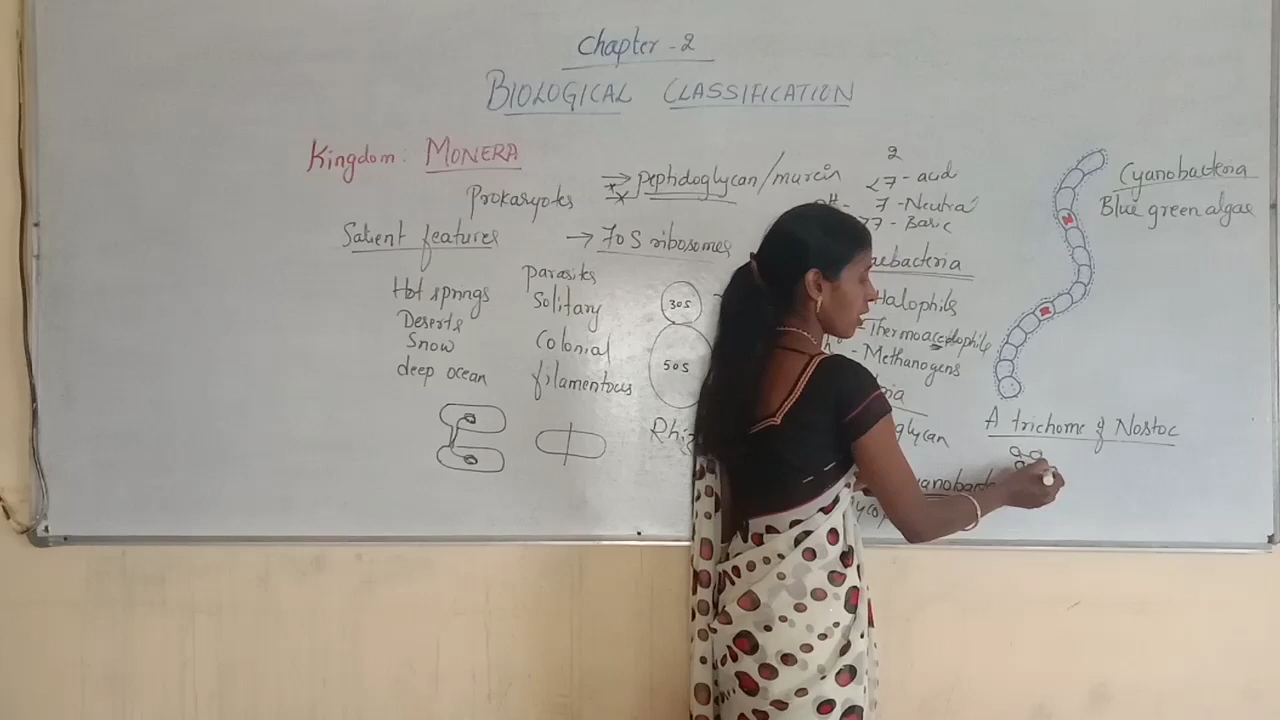 Chapter - 2
BIOLOGICAL CLASSIFICATION
Kingdom: MONERA
Prokaryotes
peptidoglycan/murein
2
<7 - acid
7 - Neutral
>7 - Basic
Salient features
→ 70S ribosomes
Hot springs
Deserts
Snow
deep ocean
parasites
Solitary
Colonial
filamentous
30S
50S
Halophils
Thermoacidophils
- Methanogens
Cyanobacteria
Blue green algae
A trichome of Nostoc